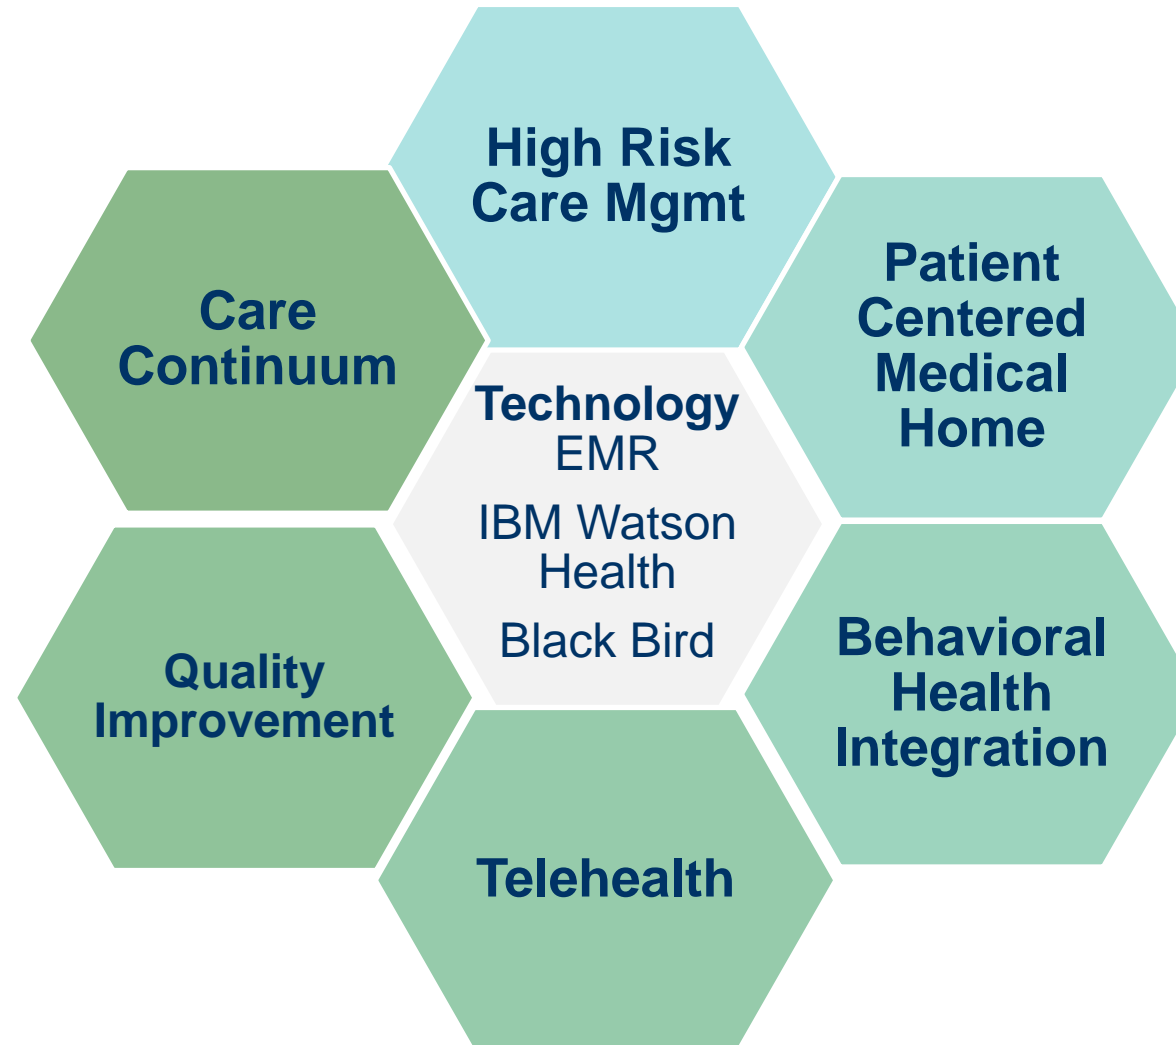 High Risk
Care Mgmt
Care
Continuum
Patient
Centered
Medical
Home
Technology
EMR
IBM Watson
Health
Black Bird
Quality
Improvement
Behavioral
Health
Integration
Telehealth